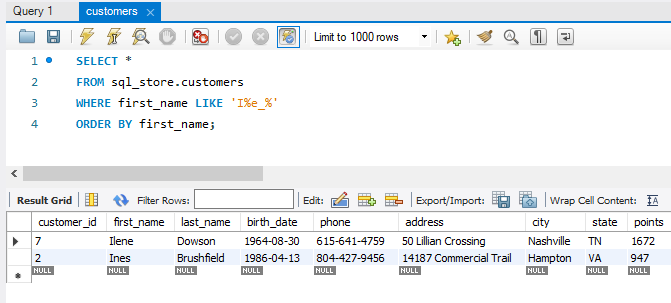 Query 1 customers
Limit to 1000 rows
1 SELECT *
2 FROM sql_store.customers
3 WHERE first_name LIKE 'I%e_%'
4 ORDER BY first_name;
Result Grid Filter Rows: Edit: Export/Import: Wrap Cell Content: IA
customer_id first_name last_name birth_date phone address city state points
7 Ilene Dowson 1964-08-30 615-641-4759 50 Lillian Crossing Nashville TN 1672
2 Ines Brushfield 1986-04-13 804-427-9456 14187 Commercial Trail Hampton VA 947
NULL NULL NULL NULL NULL NULL NULL NULL NULL